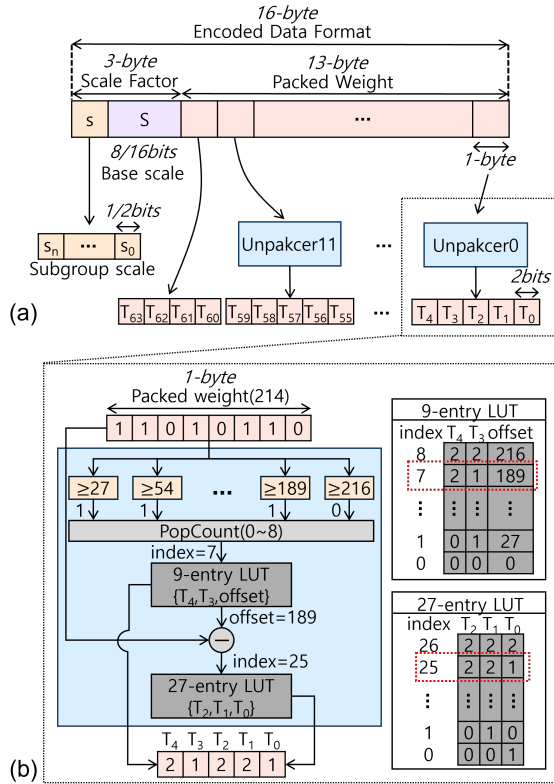 16-byte
Encoded Data Format
3-byte
Scale Factor
13-byte
Packed Weight
s S ...
8/16bits
Base scale
1-byte
1/2bits
sn ... s0
Subgroup scale
Unpakcer11 ... Unpakcer0
2bits
T63 T62 T61 T60 T59 T58 T57 T56 T55 ... T4 T3 T2 T1 T0
(a)
1-byte
Packed weight(214)
1 1 0 1 0 1 1 0
≥27 ≥54 ... ≥189 ≥216
1 1 1 0
PopCount(0~8)
index=7
9-entry LUT
{T4,T3,offset}
offset=189
−
index=25
27-entry LUT
{T2,T1,T0}
T4 T3 T2 T1 T0
2 1 2 2 1
(b)
9-entry LUT
index T4 T3 offset
8 2 2 216
7 2 1 189
⋮ ⋮ ⋮ ⋮
1 0 1 27
0 0 0 0
27-entry LUT
index T2 T1 T0
26 2 2 2
25 2 2 1
⋮ ⋮ ⋮ ⋮
1 0 1 0
0 0 0 1